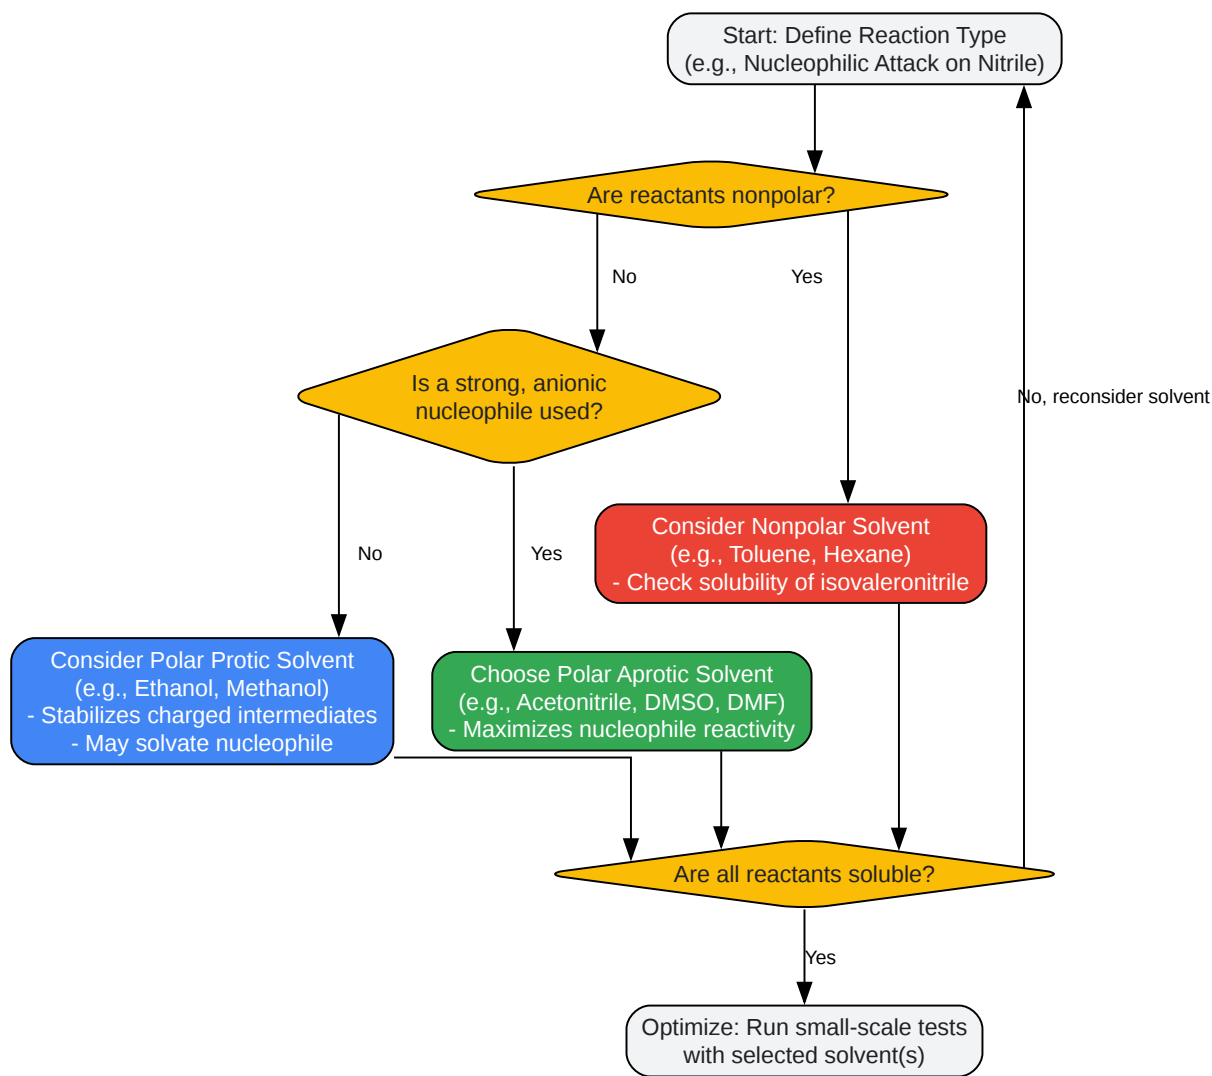 Start: Define Reaction Type
(e.g., Nucleophilic Attack on Nitrile)
Are reactants nonpolar?
No
Yes
Is a strong, anionic
nucleophile used?
No, reconsider solvent
No
Yes
Consider Nonpolar Solvent
(e.g., Toluene, Hexane)
- Check solubility of isovaleronitrile
Consider Polar Protic Solvent
(e.g., Ethanol, Methanol)
- Stabilizes charged intermediates
- May solvate nucleophile
Choose Polar Aprotic Solvent
(e.g., Acetonitrile, DMSO, DMF)
- Maximizes nucleophile reactivity
Are all reactants soluble?
Yes
Optimize: Run small-scale tests
with selected solvent(s)